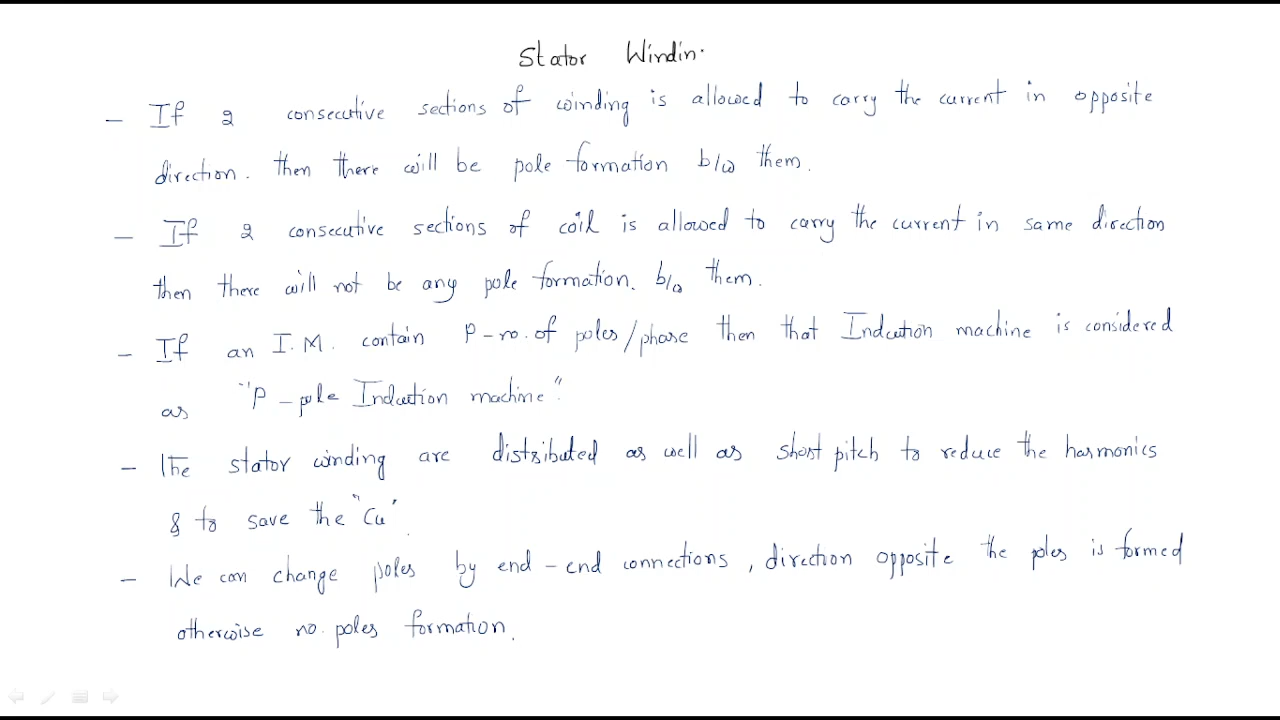 Stator Windin.
- If 2 consecutive sections of winding is allowed to carry the current in opposite
direction. then there will be pole formation b/w them.
- If 2 consecutive sections of coil is allowed to carry the current in same direction
then there will not be any pole formation. b/w them.
- If an I.M. contain P-no. of poles/phase then that Induction machine is considered
as "P-pole Induction machine".
- The stator winding are distributed as well as short pitch to reduce the harmonics
& to save the "Cu".
- We can change poles by end-end connections, direction opposite the poles is formed
otherwise no. poles formation.